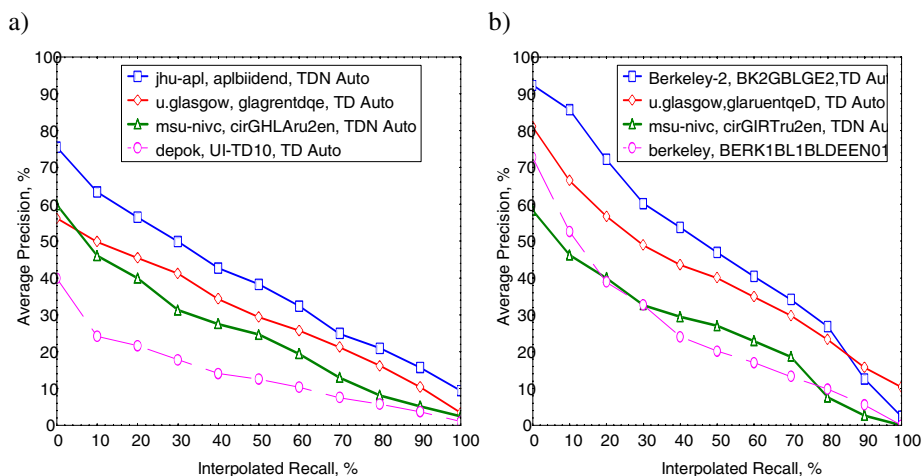 a)
b)
100
90
80
70
60
50
40
30
20
10
0
Average Precision, %
jhu-apl, aplbiidend, TDN Auto
u.glasgow, glagrentdqe, TD Auto
msu-nivc, cirGHLAru2en, TDN Auto
depok, UI-TD10, TD Auto
0 10 20 30 40 50 60 70 80 90 100
Interpolated Recall, %
100
90
80
70
60
50
40
30
20
10
0
Average Precision, %
Berkeley-2, BK2GBLGE2,TD Au
u.glasgow,glaruentqeD, TD Auto
msu-nivc, cirGIRTru2en, TDN Au
berkeley, BERK1BL1BLDEEN01
0 10 20 30 40 50 60 70 80 90 100
Interpolated Recall, %